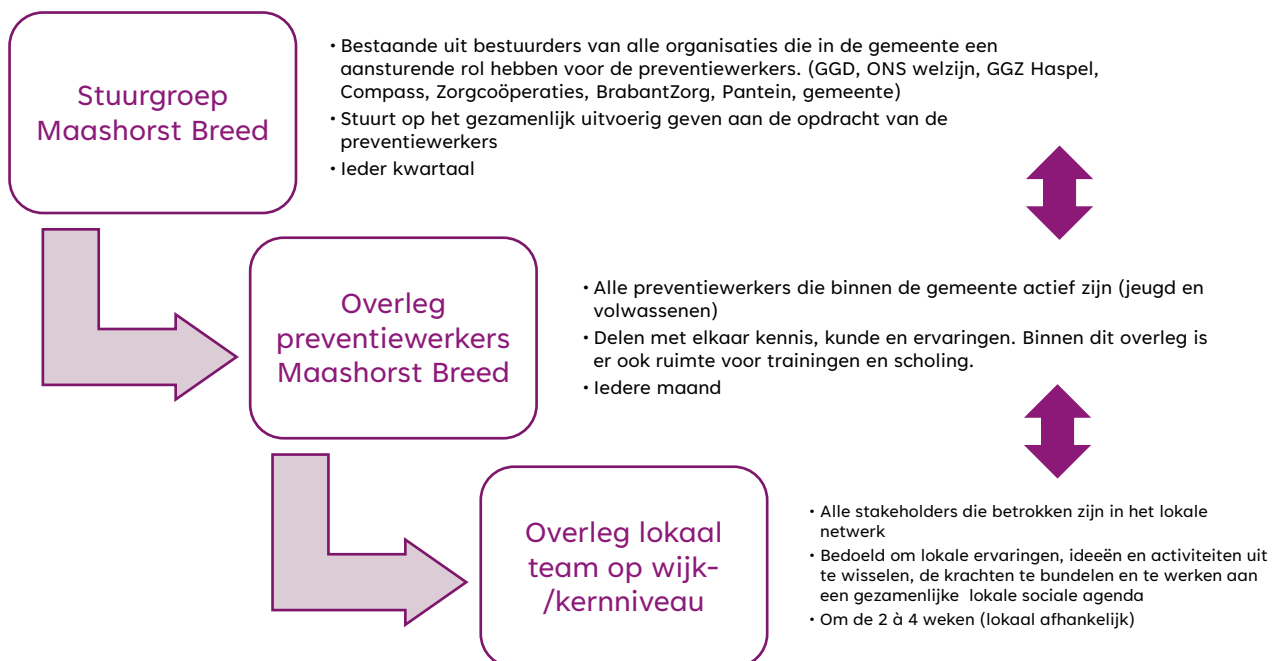 Stuurgroep
Maashorst Breed
• Bestaande uit bestuurders van alle organisaties die in de gemeente een
aansturende rol hebben voor de preventiewerkers. (GGD, ONS welzijn, GGZ Haspel,
Compass, Zorgcoöperaties, BrabantZorg, Pantein, gemeente)
• Stuurt op het gezamenlijk uitvoerig geven aan de opdracht van de
preventiewerkers
• Ieder kwartaal
Overleg
preventiewerkers
Maashorst Breed
• Alle preventiewerkers die binnen de gemeente actief zijn (jeugd en
volwassenen)
• Delen met elkaar kennis, kunde en ervaringen. Binnen dit overleg is
er ook ruimte voor trainingen en scholing.
• Iedere maand
Overleg lokaal
team op wijk-
/kernniveau
• Alle stakeholders die betrokken zijn in het lokale
netwerk
• Bedoeld om lokale ervaringen, ideeën en activiteiten uit
te wisselen, de krachten te bundelen en te werken aan
een gezamenlijke lokale sociale agenda
• Om de 2 à 4 weken (lokaal afhankelijk)